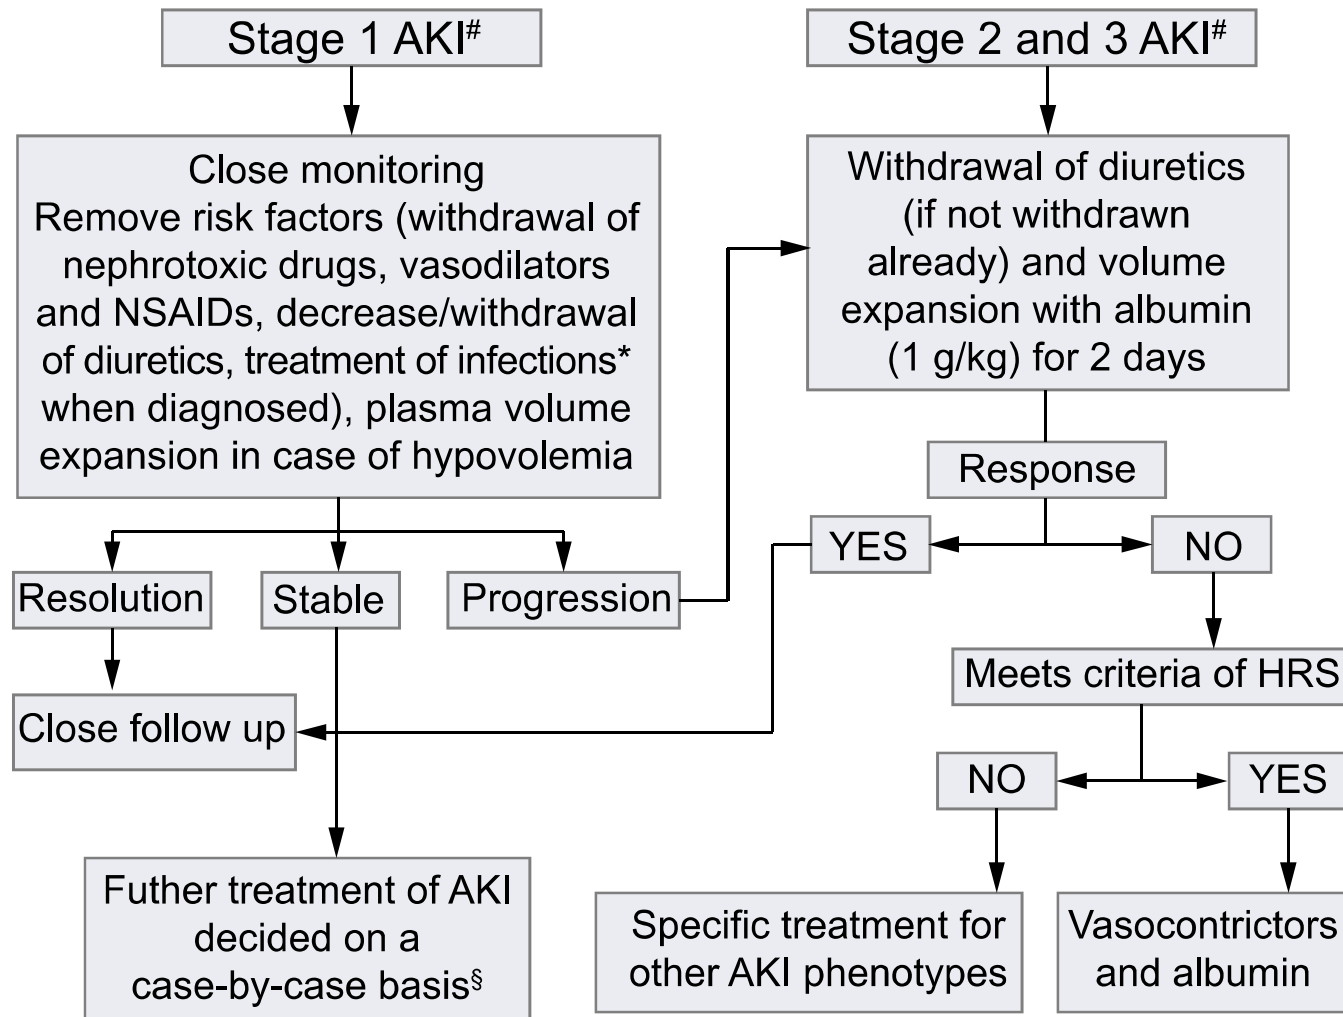 Stage 1 AKI#
Stage 2 and 3 AKI#
Close monitoring
Remove risk factors (withdrawal of
nephrotoxic drugs, vasodilators
and NSAIDs, decrease/withdrawal
of diuretics, treatment of infections*
when diagnosed), plasma volume
expansion in case of hypovolemia
Withdrawal of diuretics
(if not withdrawn
already) and volume
expansion with albumin
(1 g/kg) for 2 days
Response
YES
NO
Resolution
Stable
Progression
Meets criteria of HRS
Close follow up
NO
YES
Futher treatment of AKI
decided on a
case-by-case basis§
Specific treatment for
other AKI phenotypes
Vasocontrictors
and albumin